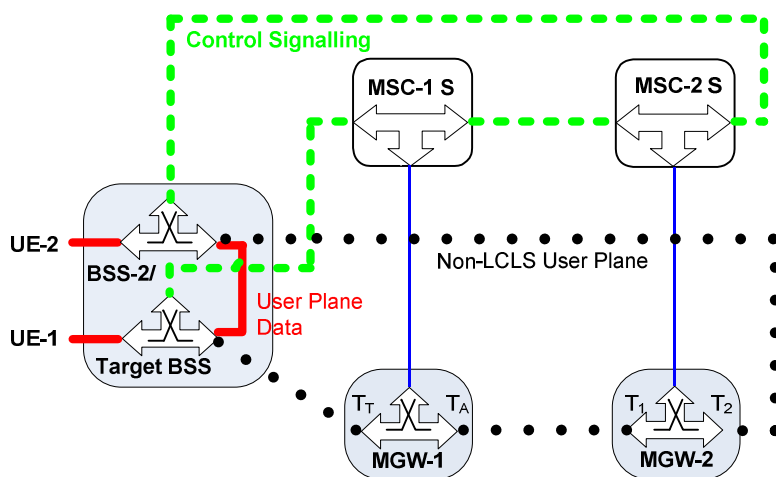 Control Signalling
MSC-1 S
MSC-2 S
UE-2
BSS-2/
Non-LCLS User Plane
User Plane
Data
UE-1
Target BSS
TT
TA
T1
T2
MGW-1
MGW-2